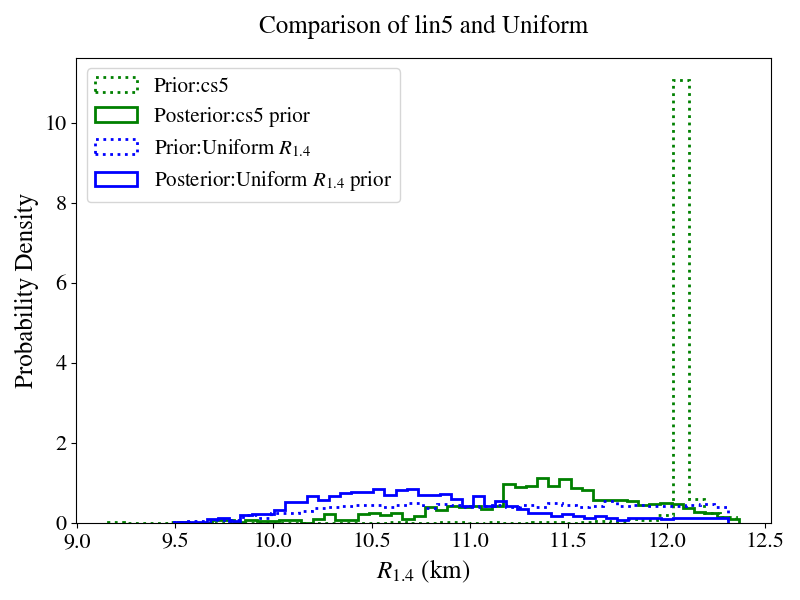 Comparison of lin5 and Uniform
Prior:cs5
Posterior:cs5 prior
Prior:Uniform R1.4
Posterior:Uniform R1.4 prior
Probability Density
10
8
6
4
2
0
9.0 9.5 10.0 10.5 11.0 11.5 12.0 12.5
R1.4 (km)